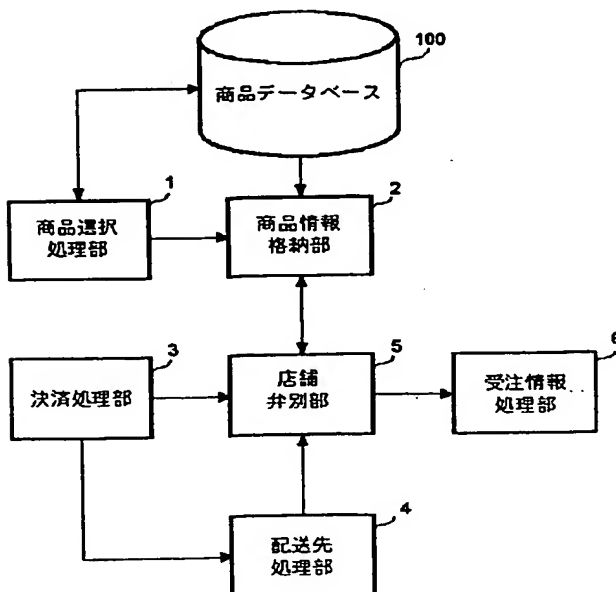 100
商品データベース
1
2
商品選択
処理部
商品情報
格納部
3
5
6
決済処理部
店舗
弁別部
受注情報
処理部
4
配送先
処理部